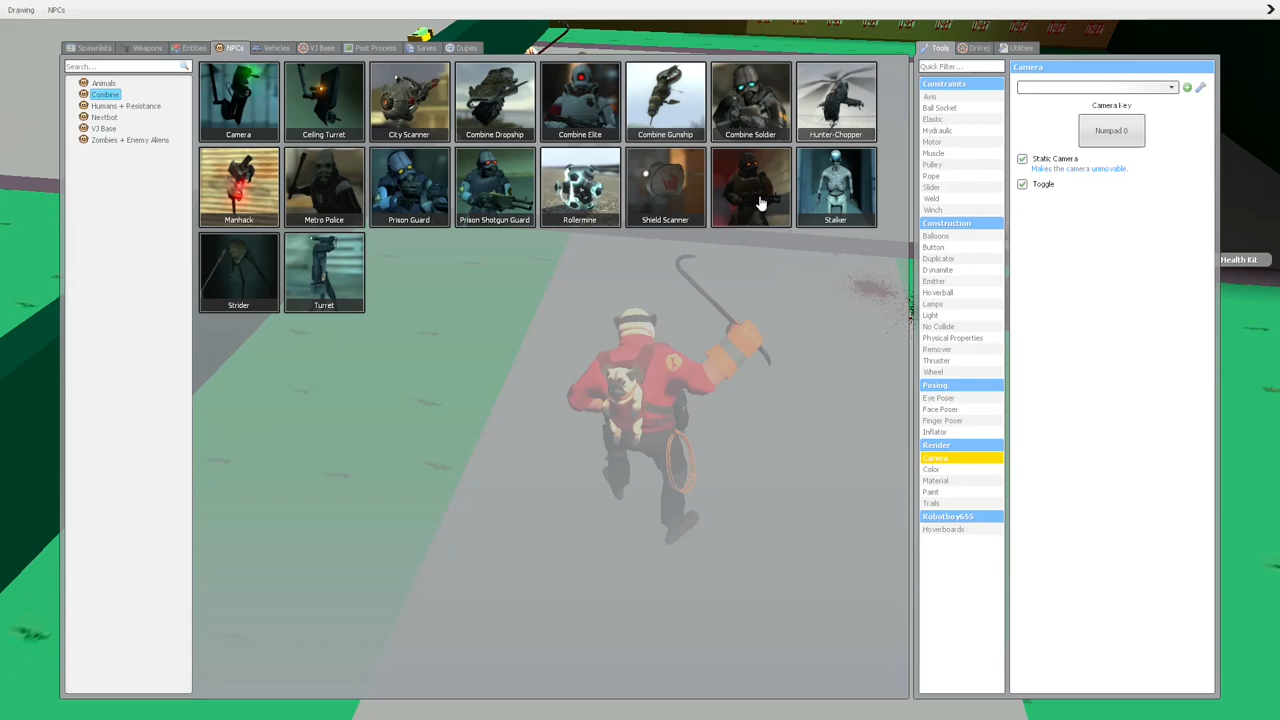 Drawing NPCs
Spawnlists Weapons Entities NPCs Vehicles VJ Base Post Process Saves Dupes
Search...
Animals
Combine
Humans + Resistance
Nextbot
VJ Base
Zombies + Enemy Aliens
Camera Ceiling Turret City Scanner Combine Dropship Combine Elite Combine Gunship Combine Soldier Hunter-Chopper
Manhack Metro Police Prison Guard Prison Shotgun Guard Rollermine Shield Scanner Stalker
Strider Turret
Tools DrVrej Utilities
Quick Filter...
Constraints
Axis
Ball Socket
Elastic
Hydraulic
Motor
Muscle
Pulley
Rope
Slider
Weld
Winch
Construction
Balloons
Button
Duplicator
Dynamite
Emitter
Hoverball
Lamps
Light
No Collide
Physical Properties
Remover
Thruster
Wheel
Posing
Eye Poser
Face Poser
Finger Poser
Inflator
Render
Camera
Color
Material
Paint
Trails
Robotboy655
Hoverboards
Camera
Camera Key
Numpad 0
Static Camera
Makes the camera unmovable.
Toggle
Health Kit